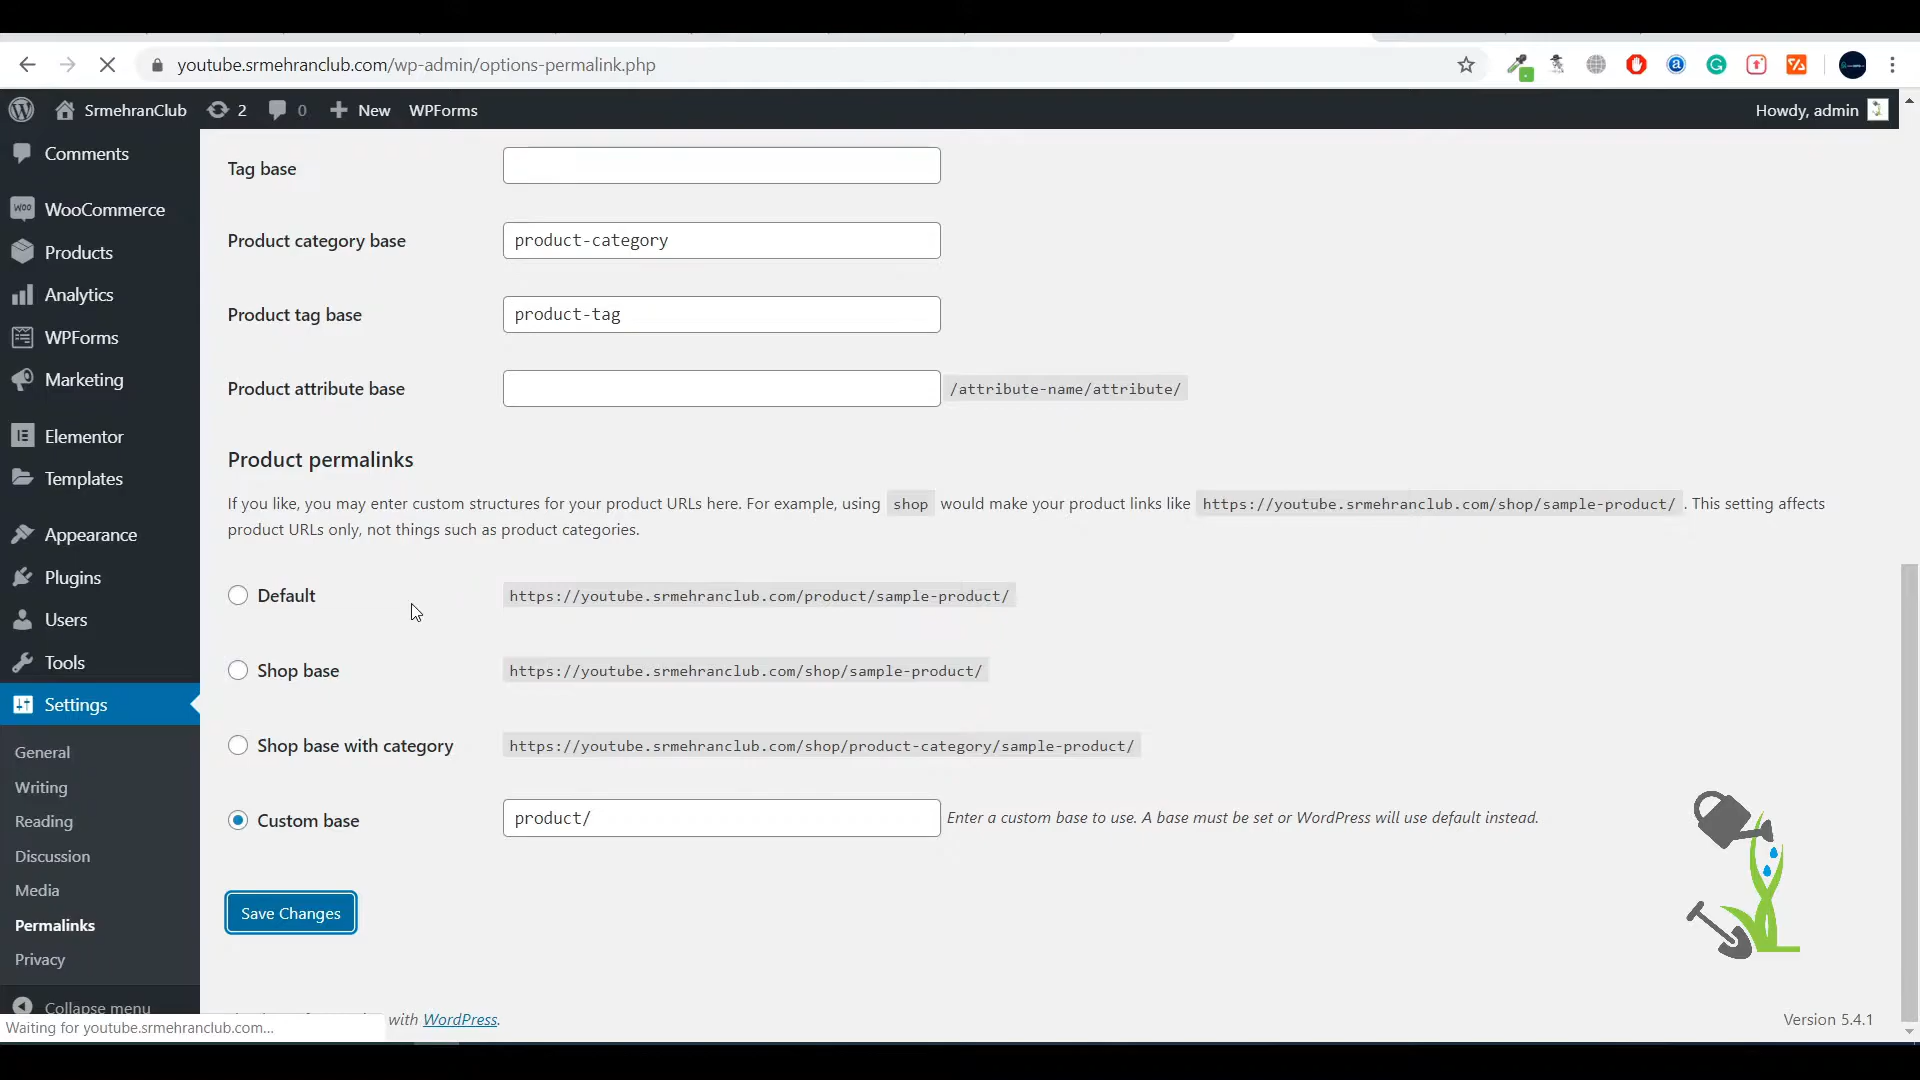 youtube.srmehranclub.com/wp-admin/options-permalink.php
SrmehranClub 2 0 New WPForms Howdy, admin
Comments
WooCommerce
Products
Analytics
WPForms
Marketing
Elementor
Templates
Appearance
Plugins
Users
Tools
Settings
General
Writing
Reading
Discussion
Media
Permalinks
Privacy
Collapse menu
Waiting for youtube.srmehranclub.com...
Tag base
Product category base product-category
Product tag base product-tag
Product attribute base /attribute-name/attribute/
Product permalinks
If you like, you may enter custom structures for your product URLs here. For example, using shop would make your product links like https://youtube.srmehranclub.com/shop/sample-product/ . This setting affects
product URLs only, not things such as product categories.
Default https://youtube.srmehranclub.com/product/sample-product/
Shop base https://youtube.srmehranclub.com/shop/sample-product/
Shop base with category https://youtube.srmehranclub.com/shop/product-category/sample-product/
Custom base product/ Enter a custom base to use. A base must be set or WordPress will use default instead.
Save Changes
with WordPress.
Version 5.4.1